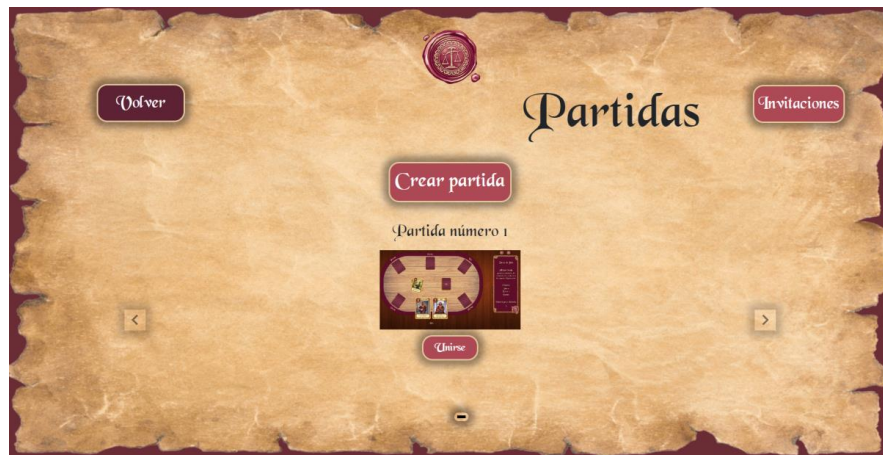 Volver
Partidas
Invitaciones
Crear partida
Partida número 1
Unirse